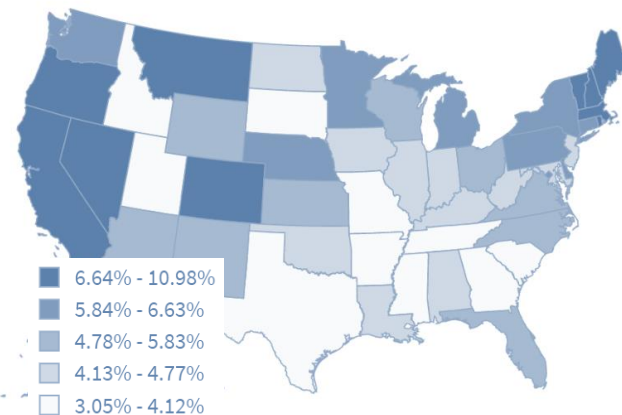 6.64% - 10.98%
5.84% - 6.63%
4.78% - 5.83%
4.13% - 4.77%
3.05% - 4.12%